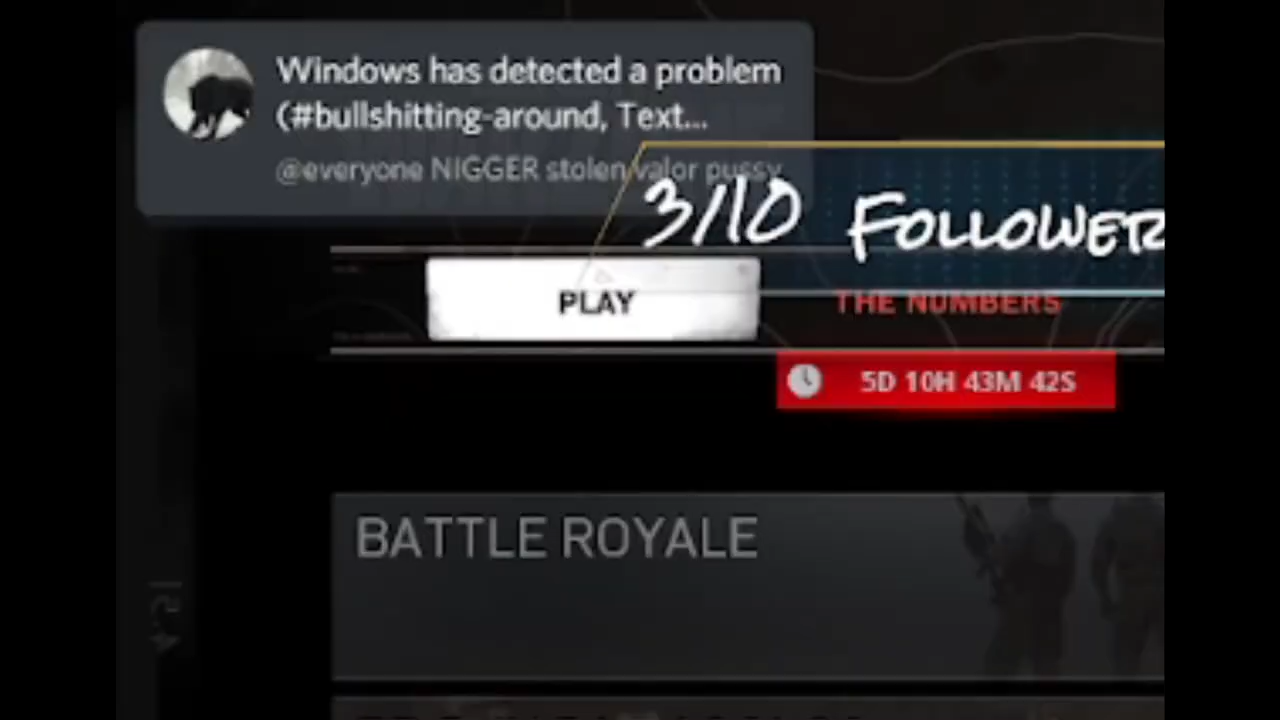 Windows has detected a problem
(#bullshitting-around, Text...
@everyone NIGGER stolen valor pussy
3/10 FOLLOWER
PLAY
THE NUMBERS
5D 10H 43M 42S
BATTLE ROYALE